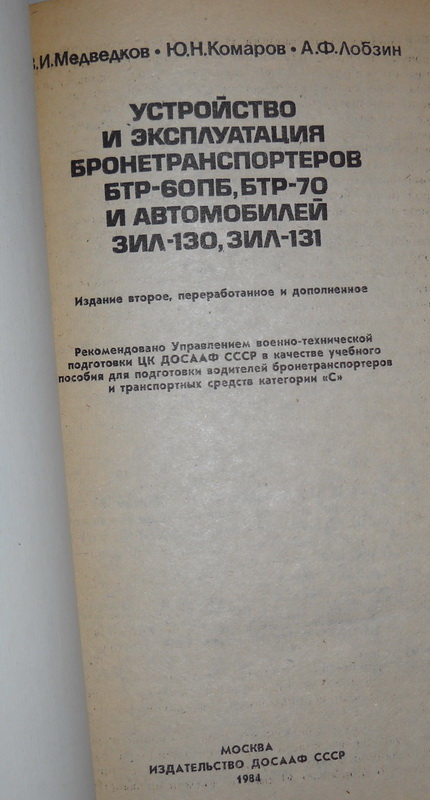 В.И.Медведков • Ю.Н.Комаров • А.Ф.Лобзин
УСТРОЙСТВО
И ЭКСПЛУАТАЦИЯ
БРОНЕТРАНСПОРТЕРОВ
БТР-60ПБ, БТР-70
И АВТОМОБИЛЕЙ
ЗИЛ-130, ЗИЛ-131
Издание второе, переработанное и дополненное
Рекомендовано Управлением военно-технической
подготовки ЦК ДОСААФ СССР в качестве учебного
пособия для подготовки водителей бронетранспортеров
и транспортных средств категории «С»
МОСКВА
ИЗДАТЕЛЬСТВО ДОСААФ СССР
1984